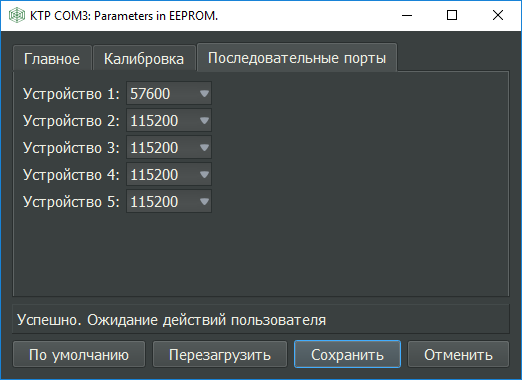 KTP COM3: Parameters in EEPROM.
Главное Калибровка Последовательные порты
Устройство 1: 57600
Устройство 2: 115200
Устройство 3: 115200
Устройство 4: 115200
Устройство 5: 115200
Успешно. Ожидание действий пользователя
По умолчанию Перезагрузить Сохранить Отменить